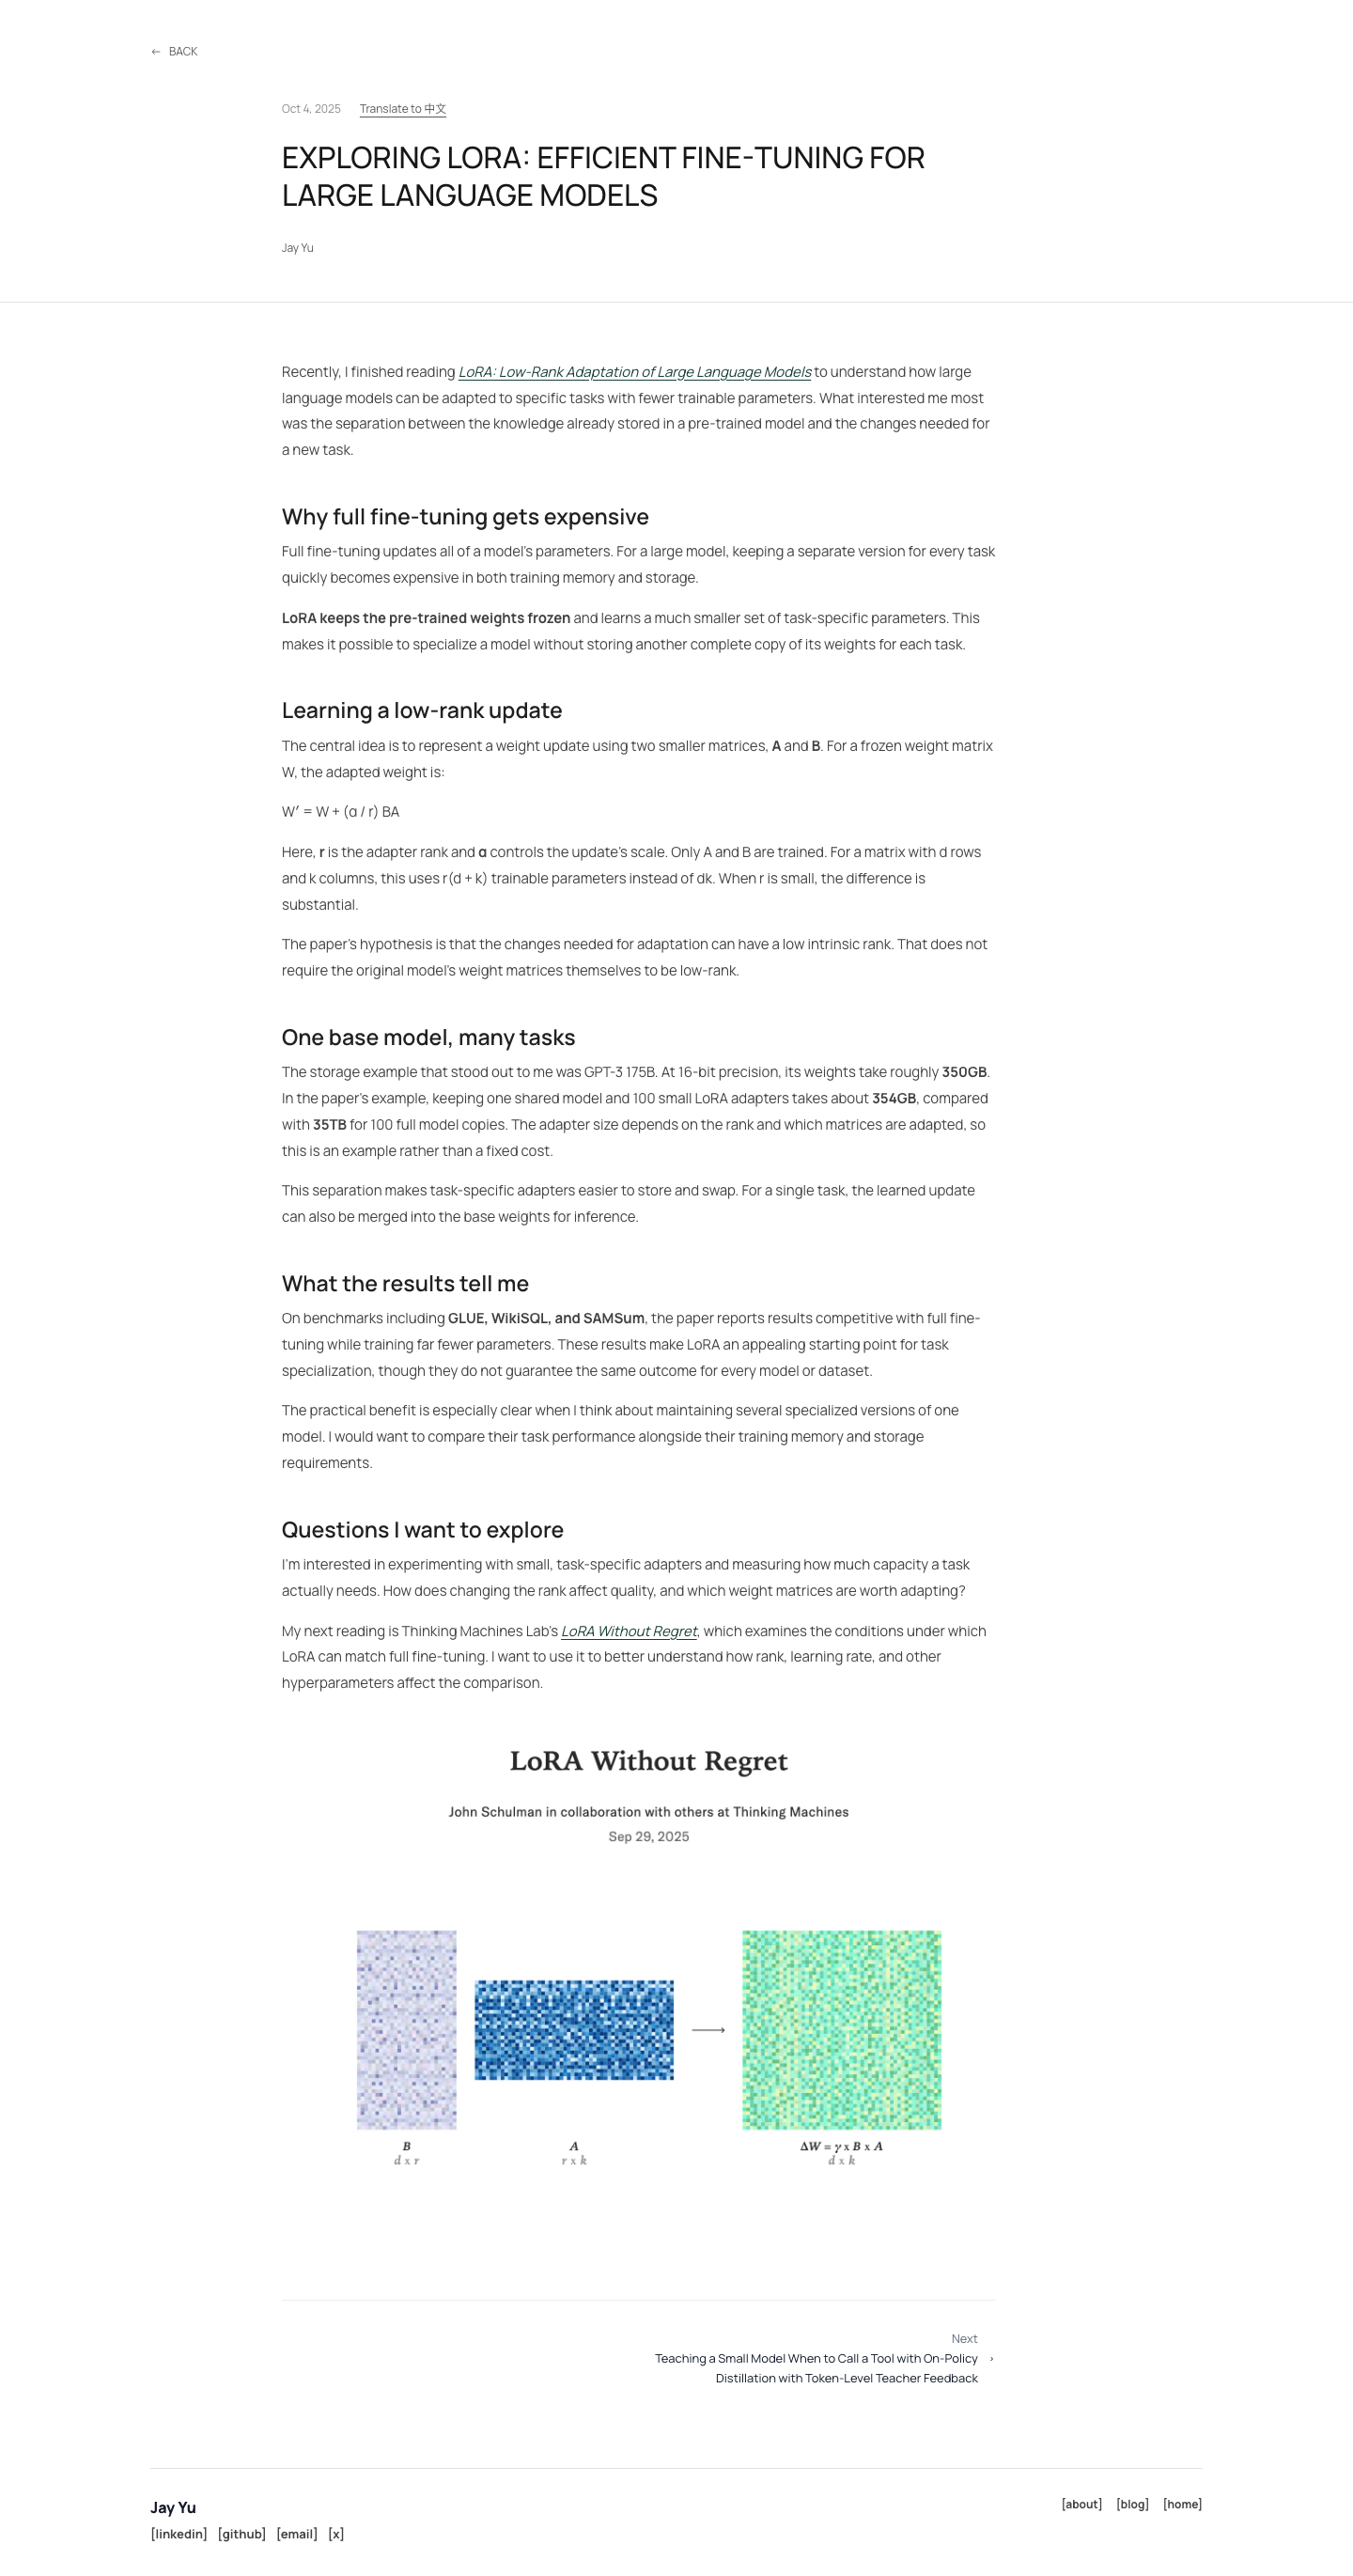 ← BACK
Oct 4, 2025 Translate to 中文
EXPLORING LORA: EFFICIENT FINE-TUNING FOR
LARGE LANGUAGE MODELS
Jay Yu
Recently, I finished reading LoRA: Low-Rank Adaptation of Large Language Models to understand how large
language models can be adapted to specific tasks with fewer trainable parameters. What interested me most
was the separation between the knowledge already stored in a pre-trained model and the changes needed for
a new task.
Why full fine-tuning gets expensive
Full fine-tuning updates all of a model's parameters. For a large model, keeping a separate version for every task
quickly becomes expensive in both training memory and storage.
LoRA keeps the pre-trained weights frozen and learns a much smaller set of task-specific parameters. This
makes it possible to specialize a model without storing another complete copy of its weights for each task.
Learning a low-rank update
The central idea is to represent a weight update using two smaller matrices, A and B. For a frozen weight matrix
W, the adapted weight is:
W′ = W + (α / r) BA
Here, r is the adapter rank and α controls the update's scale. Only A and B are trained. For a matrix with d rows
and k columns, this uses r(d + k) trainable parameters instead of dk. When r is small, the difference is
substantial.
The paper's hypothesis is that the changes needed for adaptation can have a low intrinsic rank. That does not
require the original model's weight matrices themselves to be low-rank.
One base model, many tasks
The storage example that stood out to me was GPT-3 175B. At 16-bit precision, its weights take roughly 350GB.
In the paper's example, keeping one shared model and 100 small LoRA adapters takes about 354GB, compared
with 35TB for 100 full model copies. The adapter size depends on the rank and which matrices are adapted, so
this is an example rather than a fixed cost.
This separation makes task-specific adapters easier to store and swap. For a single task, the learned update
can also be merged into the base weights for inference.
What the results tell me
On benchmarks including GLUE, WikiSQL, and SAMSum, the paper reports results competitive with full fine-
tuning while training far fewer parameters. These results make LoRA an appealing starting point for task
specialization, though they do not guarantee the same outcome for every model or dataset.
The practical benefit is especially clear when I think about maintaining several specialized versions of one
model. I would want to compare their task performance alongside their training memory and storage
requirements.
Questions I want to explore
I'm interested in experimenting with small, task-specific adapters and measuring how much capacity a task
actually needs. How does changing the rank affect quality, and which weight matrices are worth adapting?
My next reading is Thinking Machines Lab's LoRA Without Regret, which examines the conditions under which
LoRA can match full fine-tuning. I want to use it to better understand how rank, learning rate, and other
hyperparameters affect the comparison.
LoRA Without Regret
John Schulman in collaboration with others at Thinking Machines
Sep 29, 2025
B A ΔW = γ x B x A
d x r r x k d x k
Next
Teaching a Small Model When to Call a Tool with On-Policy ›
Distillation with Token-Level Teacher Feedback
Jay Yu [about] [blog] [home]
[linkedin] [github] [email] [x]